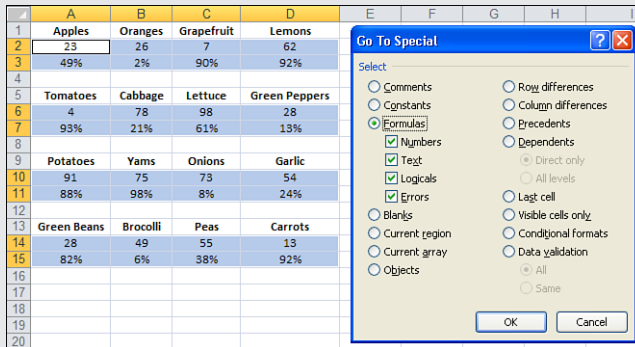 A B C D E F G H I
1 Apples Oranges Grapefruit Lemons
2 23 26 7 62
3 49% 2% 90% 92%
4
5 Tomatoes Cabbage Lettuce Green Peppers
6 4 78 98 28
7 93% 21% 61% 13%
8
9 Potatoes Yams Onions Garlic
10 91 75 73 54
11 88% 98% 8% 24%
12
13 Green Beans Brocolli Peas Carrots
14 28 49 55 13
15 82% 6% 38% 92%
16
17
18
19
20
Go To Special
Select
Comments Row differences
Constants Column differences
Formulas Precedents
Numbers Dependents
Text Direct only
Logicals All levels
Errors Last cell
Blanks Visible cells only
Current region Conditional formats
Current array Data validation
Objects All
Same
OK Cancel